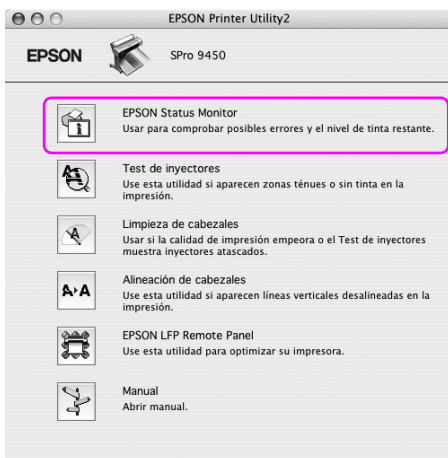 EPSON Printer Utility2
EPSON
SPro 9450
EPSON Status Monitor
Usar para comprobar posibles errores y el nivel de tinta restante.
Test de inyectores
Use esta utilidad si aparecen zonas ténues o sin tinta en la
impresión.
Limpieza de cabezales
Usar si la calidad de impresión empeora o el Test de inyectores
muestra inyectores atascados.
Alineación de cabezales
Use esta utilidad si aparecen líneas verticales desalineadas en la
impresión.
EPSON LFP Remote Panel
Use esta utilidad para optimizar su impresora.
Manual
Abrir manual.